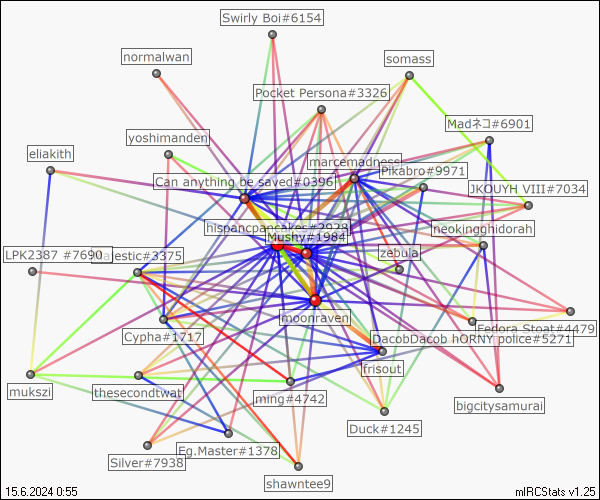 Swirly Boi#6154
normalwan
somass
Pocket Persona#3326
Madネコ#6901
yoshimanden
eliakith
marcemadness
Pikabro#9971
Can anything be saved#0396
JKOUYH VIII#7034
hispancpancakes#2928
neokingghidorah
Mushy#1984
LPK2387 #7690
majestic#3375
zebula
moonraven
Cypha#1717
Fedora Stoat#4479
DacobDacob hORNY police#5271
frisout
mukszi
thesecondtwat
ming#4742
bigcitysamurai
Duck#1245
Eg.Master#1378
Silver#7938
shawntee9
15.6.2024 0:55
mIRCStats v1.25